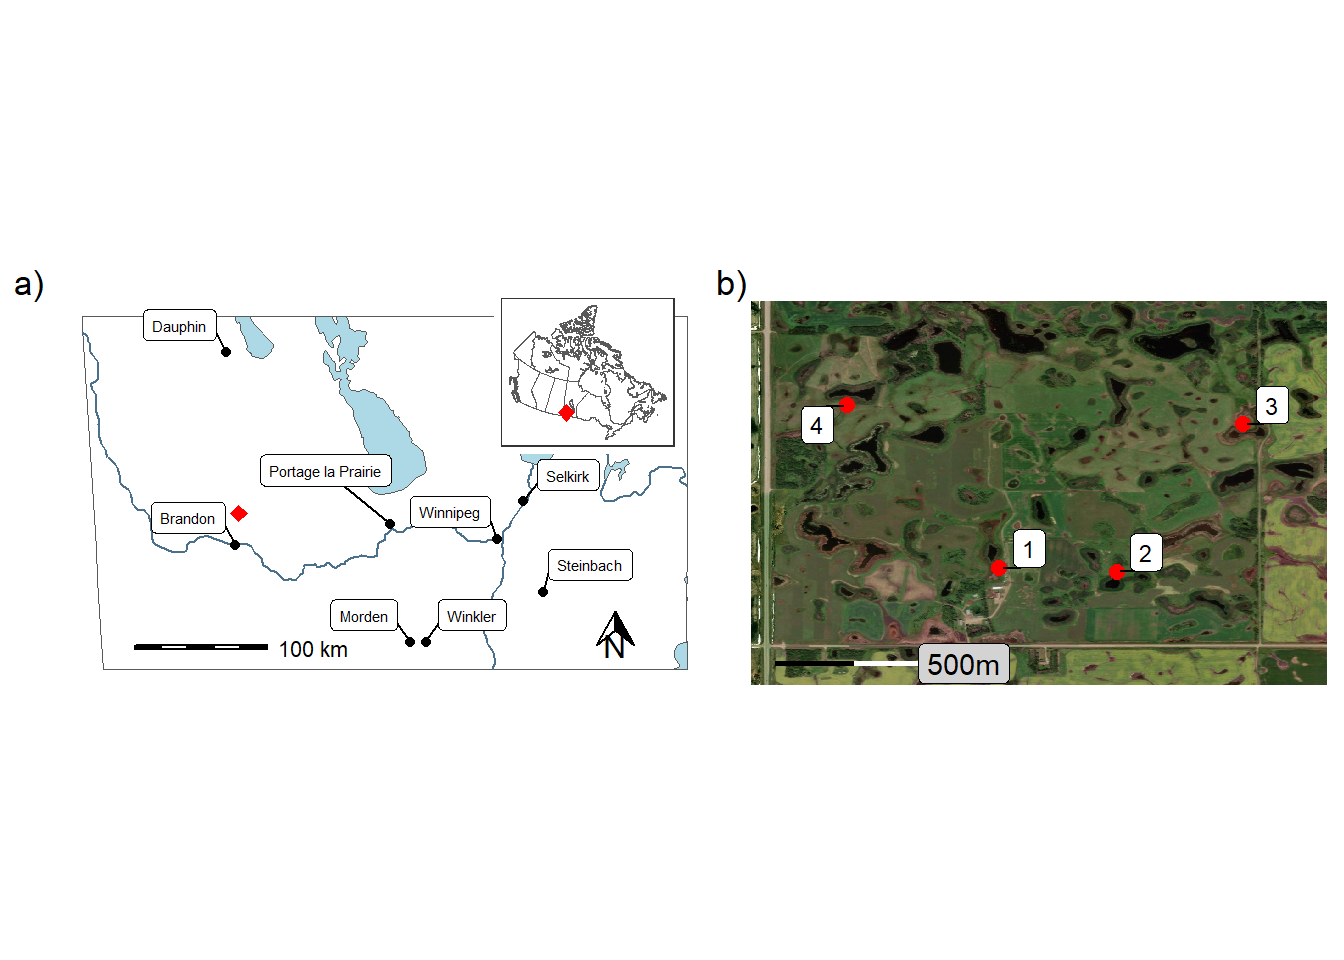 a)
Dauphin
Portage la Prairie
Selkirk
Brandon
Winnipeg
Steinbach
Morden
Winkler
100 km
N
b)
3
4
1
2
500m